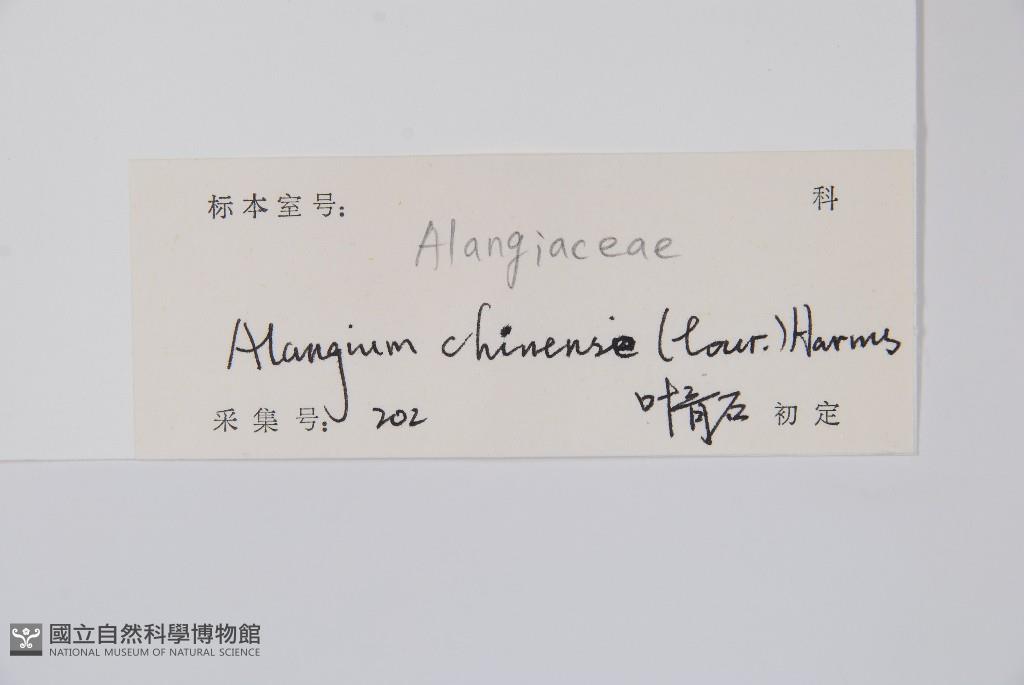 标本室号: 科
Alangiaceae
Alangium chinense (Lour.) Harms
采集号: 202 叶育石 初定
國立自然科學博物館
NATIONAL MUSEUM OF NATURAL SCIENCE